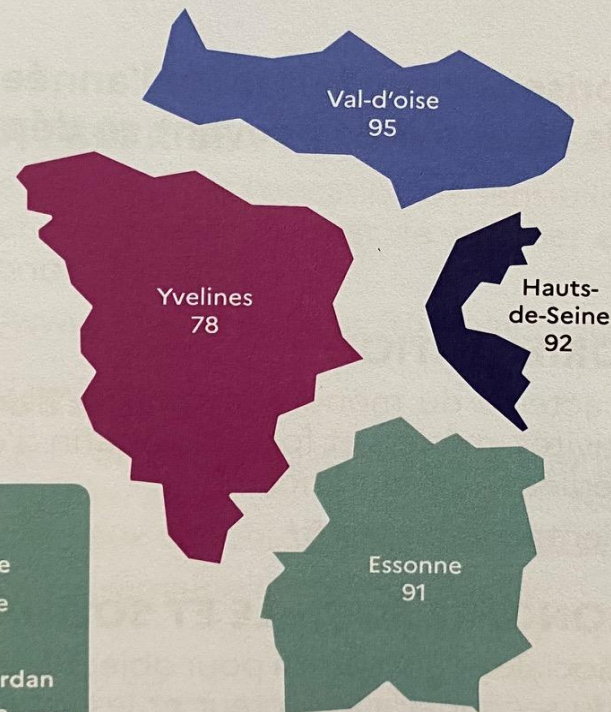 Val-d'oise
95
Yvelines
78
Hauts-
de-Seine
92
Essonne
91
e
e
rdan